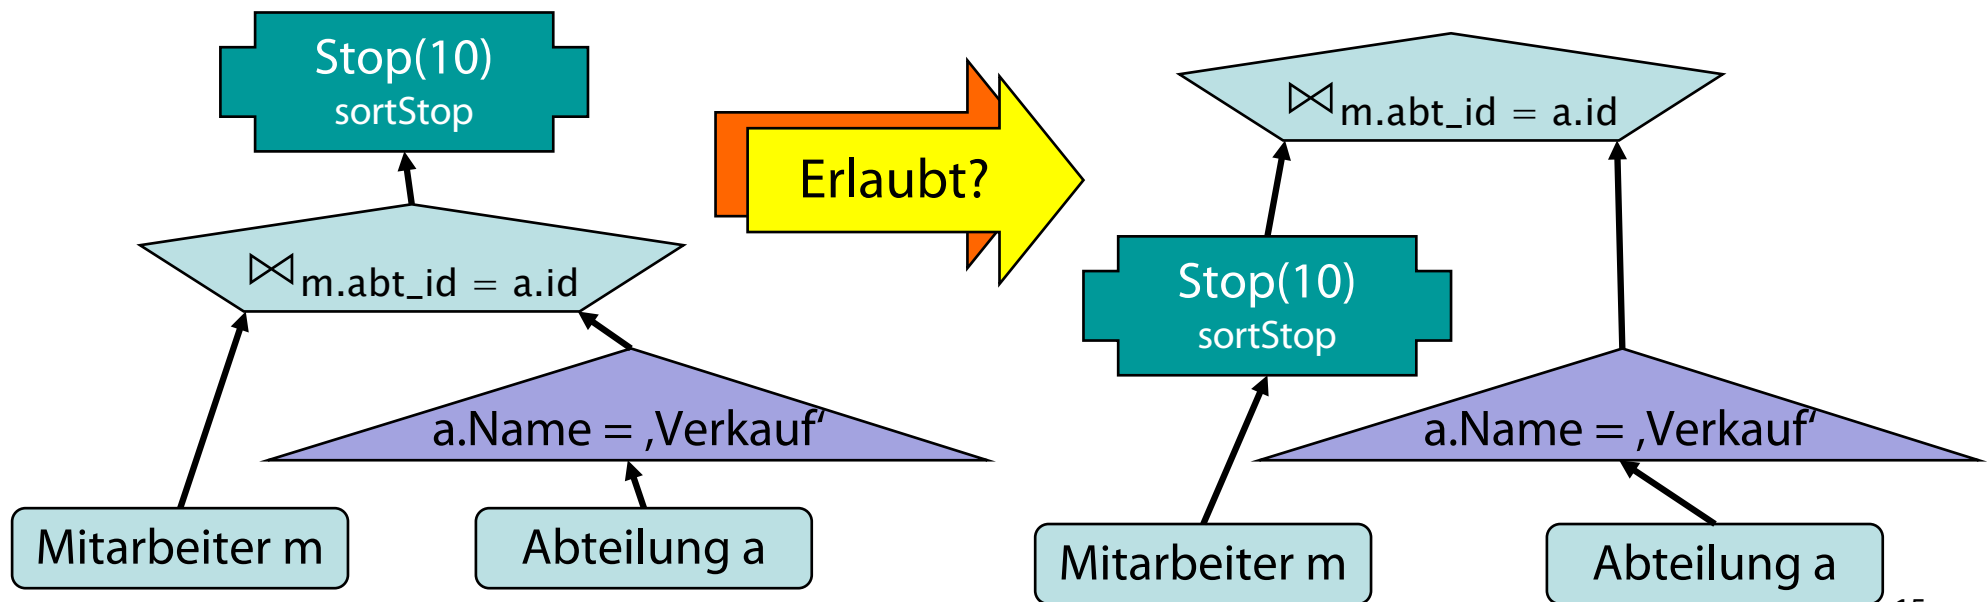 Stop(10)
sortStop
⋈m.abt_id = a.id
a.Name = ‚Verkauf‘
Mitarbeiter m
Abteilung a
Erlaubt?
⋈m.abt_id = a.id
Stop(10)
sortStop
a.Name = ‚Verkauf‘
Mitarbeiter m
Abteilung a